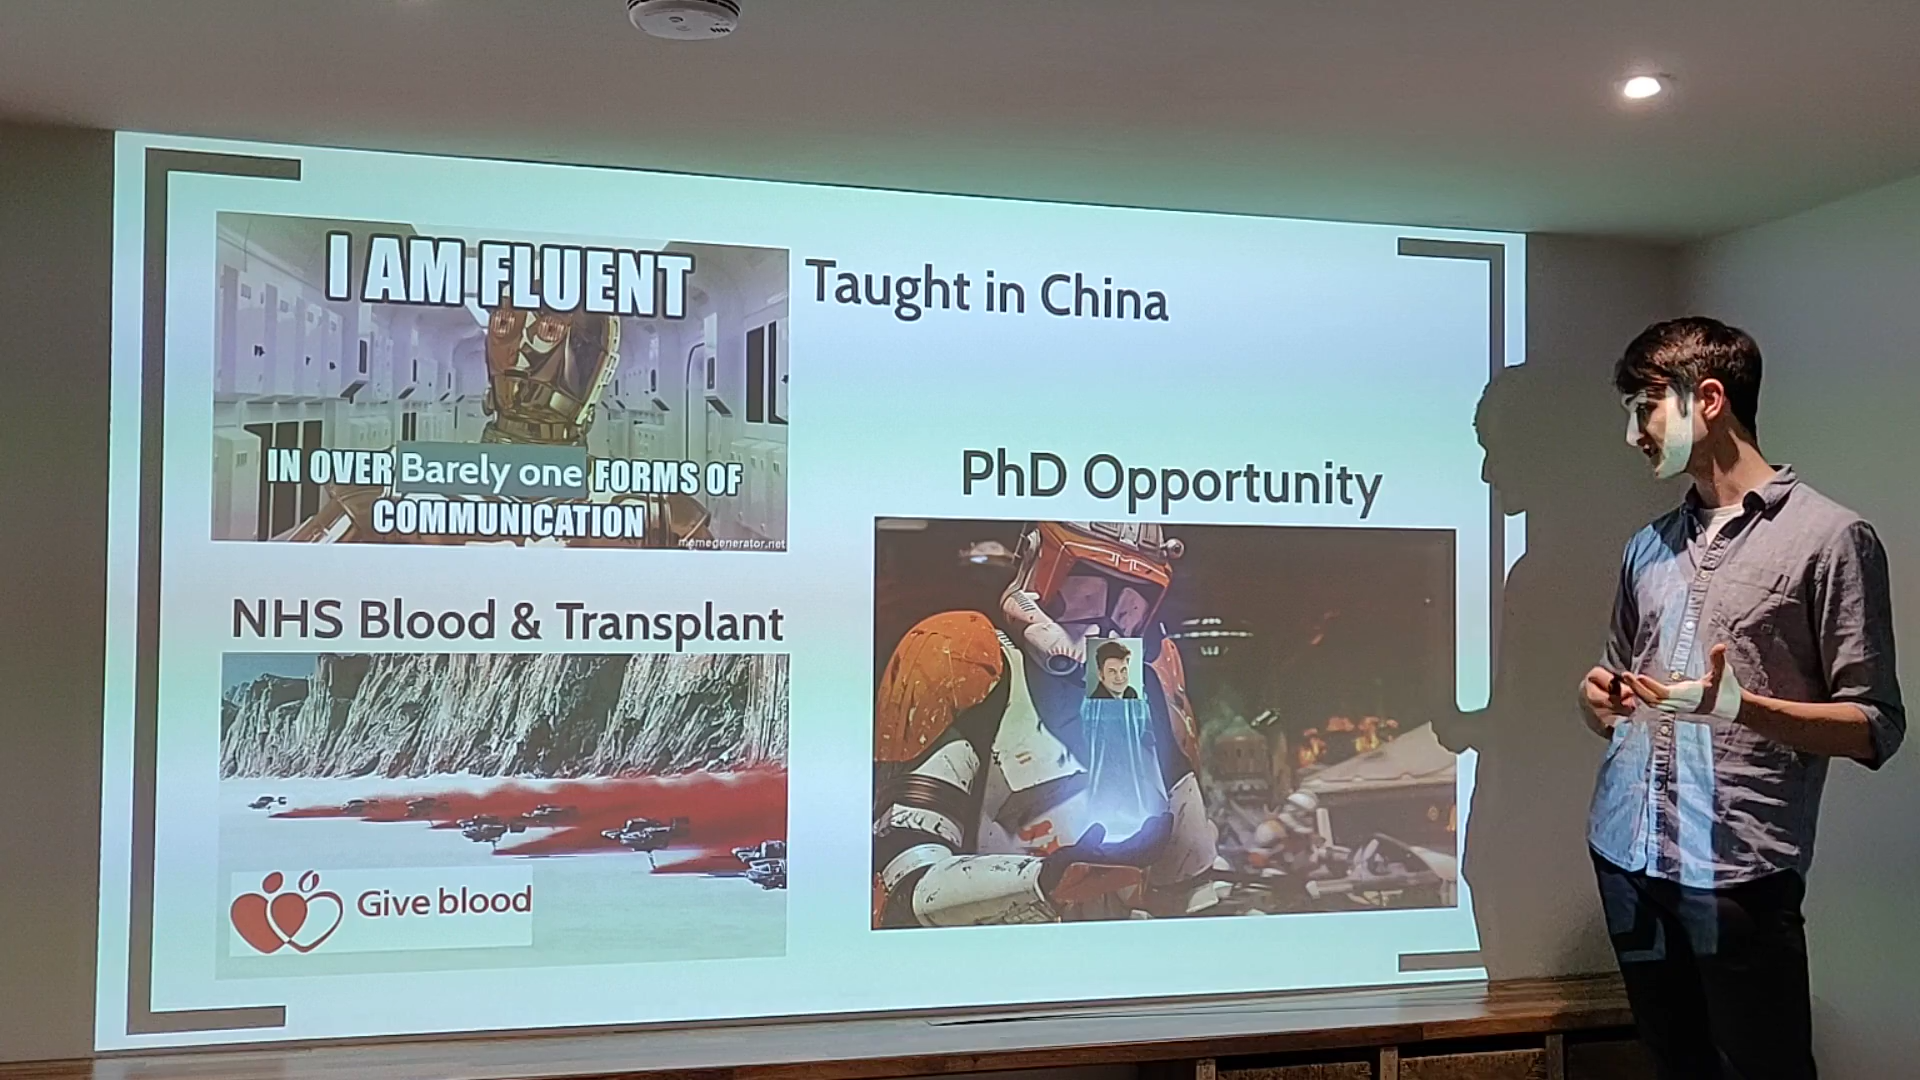 I AM FLUENT
IN OVER Barely one FORMS OF
COMMUNICATION
memegenerator.net
Taught in China
PhD Opportunity
NHS Blood & Transplant
Give blood